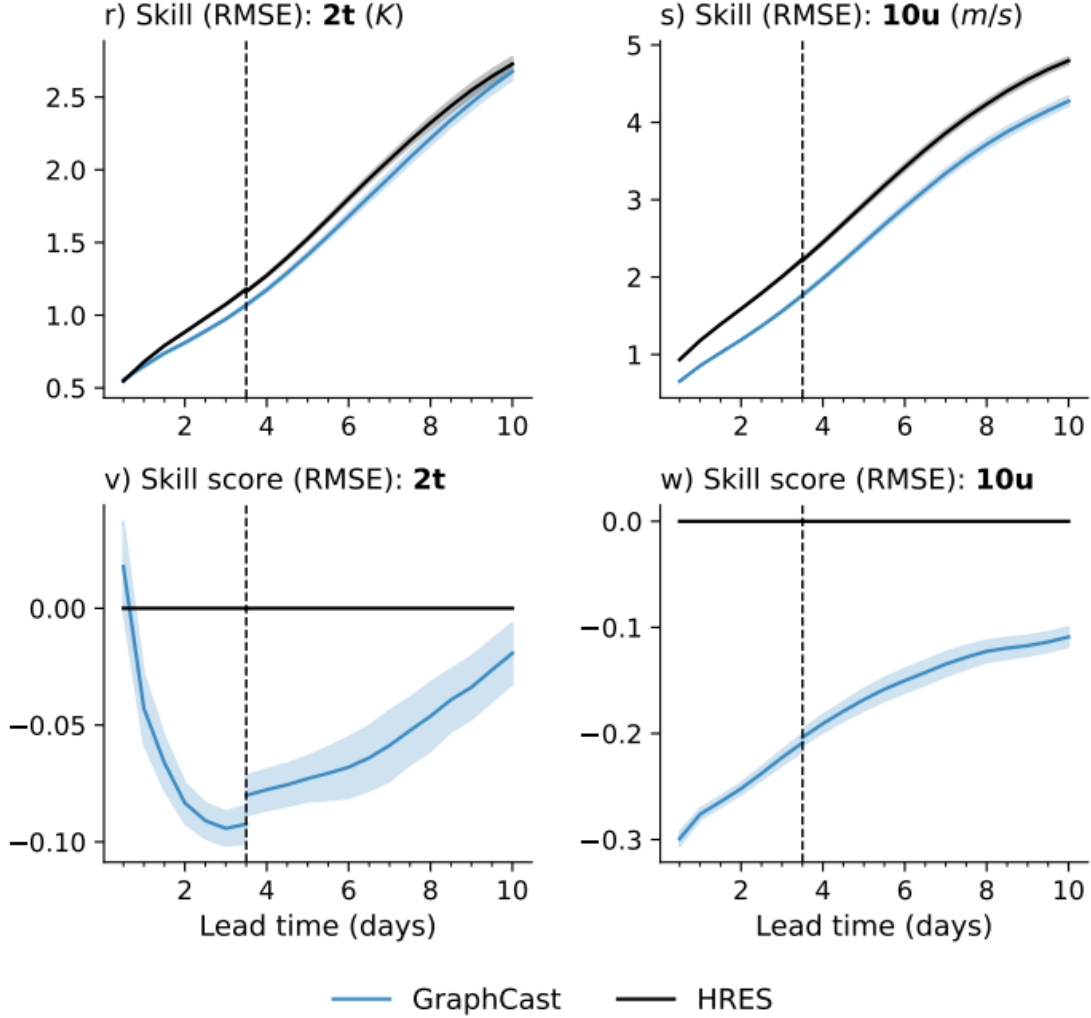 r) Skill (RMSE): 2t (K)
2.5
2.0
1.5
1.0
0.5
2 4 6 8 10
s) Skill (RMSE): 10u (m/s)
5
4
3
2
1
2 4 6 8 10
v) Skill score (RMSE): 2t
0.00
−0.05
−0.10
2 4 6 8 10
Lead time (days)
w) Skill score (RMSE): 10u
0.0
−0.1
−0.2
−0.3
2 4 6 8 10
Lead time (days)
GraphCast HRES